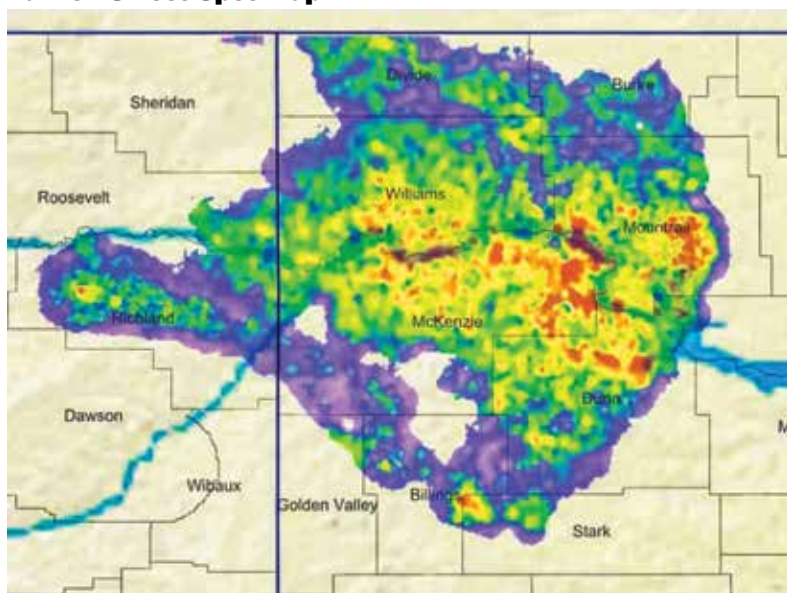 Divide
Burke
Sheridan
Williams
Roosevelt
Mountrail
Richland
McKenzie
Dunn
Dawson
M
Wibaux
Billings
Golden Valley
Stark